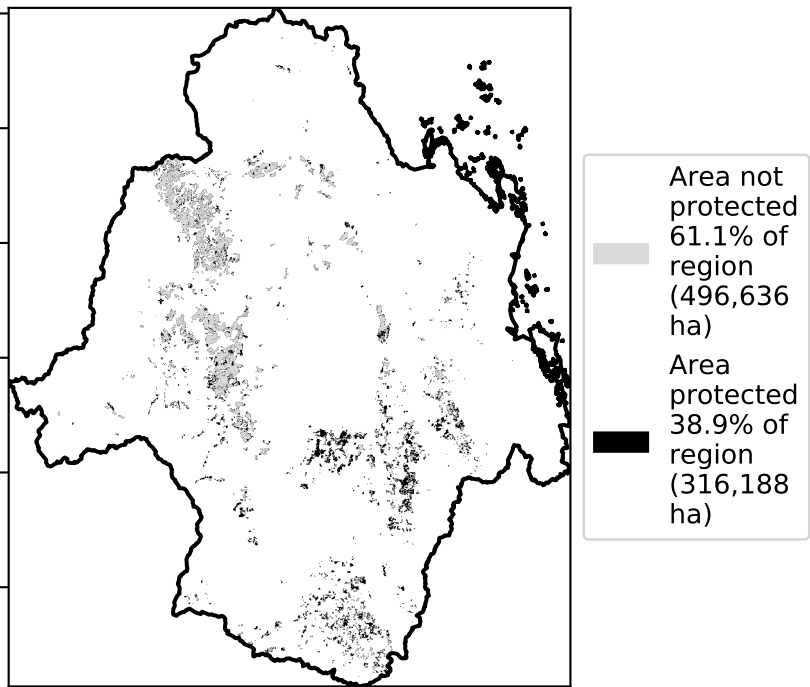 Area not
protected
61.1% of
region
(496,636
ha)
Area
protected
38.9% of
region
(316,188
ha)